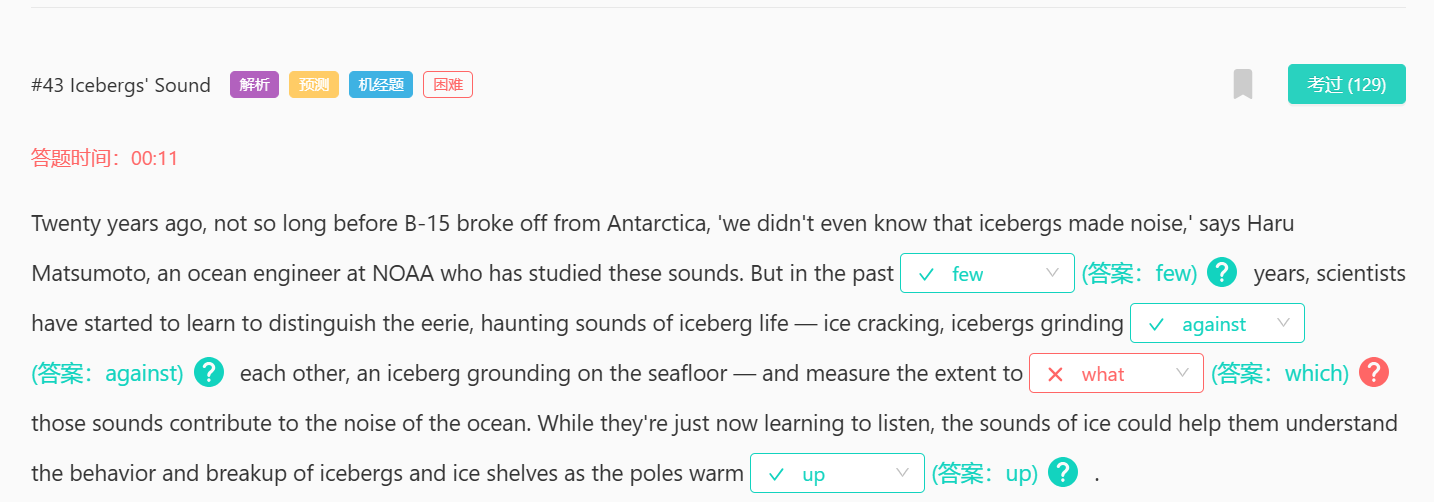 #43 Icebergs' Sound 解析 预测 机经题 困难 考过 (129)
答题时间：00:11
Twenty years ago, not so long before B-15 broke off from Antarctica, 'we didn't even know that icebergs made noise,' says Haru
Matsumoto, an ocean engineer at NOAA who has studied these sounds. But in the past few (答案：few) ? years, scientists
have started to learn to distinguish the eerie, haunting sounds of iceberg life — ice cracking, icebergs grinding against
(答案：against) ? each other, an iceberg grounding on the seafloor — and measure the extent to what (答案：which) ?
those sounds contribute to the noise of the ocean. While they're just now learning to listen, the sounds of ice could help them understand
the behavior and breakup of icebergs and ice shelves as the poles warm up (答案：up) ? .